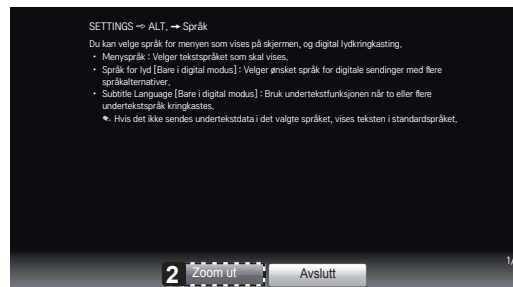 SETTINGS ⇨ ALT. ➙ Språk
Du kan velge språk for menyen som vises på skjermen, og digital lydkringkasting.
• Menyspråk : Velger tekstspråket som skal vises.
• Språk for lyd [Bare i digital modus] : Velger ønsket språk for digitale sendinger med flere
språkalternativer.
• Subtitle Language [Bare i digital modus] : Bruk undertekstfunksjonen når to eller flere
undertekstspråk kringkastes.
✎ Hvis det ikke sendes undertekstdata i det valgte språket, vises teksten i standardspråket.
1/
2 Zoom ut Avslutt